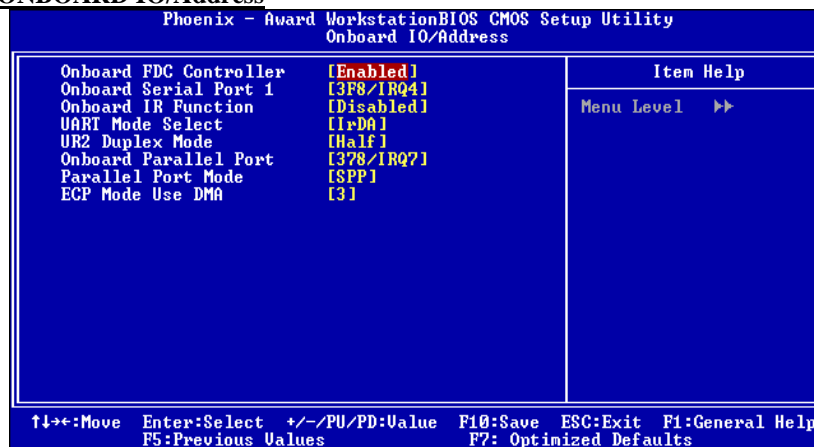 ONBOARD IO/Address
Phoenix - Award WorkstationBIOS CMOS Setup Utility
Onboard IO/Address
Onboard FDC Controller [Enabled]
Onboard Serial Port 1 [3F8/IRQ4]
Onboard IR Function [Disabled]
UART Mode Select [IrDA]
UR2 Duplex Mode [Half]
Onboard Parallel Port [378/IRQ7]
Parallel Port Mode [SPP]
ECP Mode Use DMA [3]
Item Help
Menu Level ▶▶
↑↓→←:Move Enter:Select +/-/PU/PD:Value F10:Save ESC:Exit F1:General Help
F5:Previous Values F7: Optimized Defaults